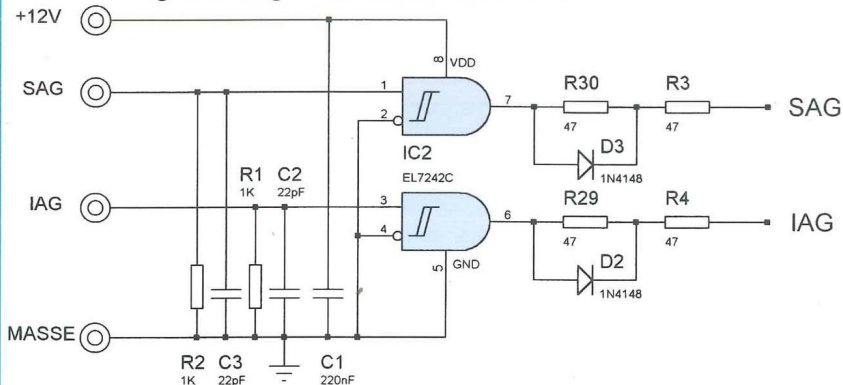 +12V
8
VDD
SAG
1
7
R30
47
R3
47
SAG
2
D3
1N4148
IC2
EL7242C
R1
1K
C2
22pF
IAG
3
6
R29
47
R4
47
IAG
4
5
GND
D2
1N4148
MASSE
R2
1K
C3
22pF
C1
220nF